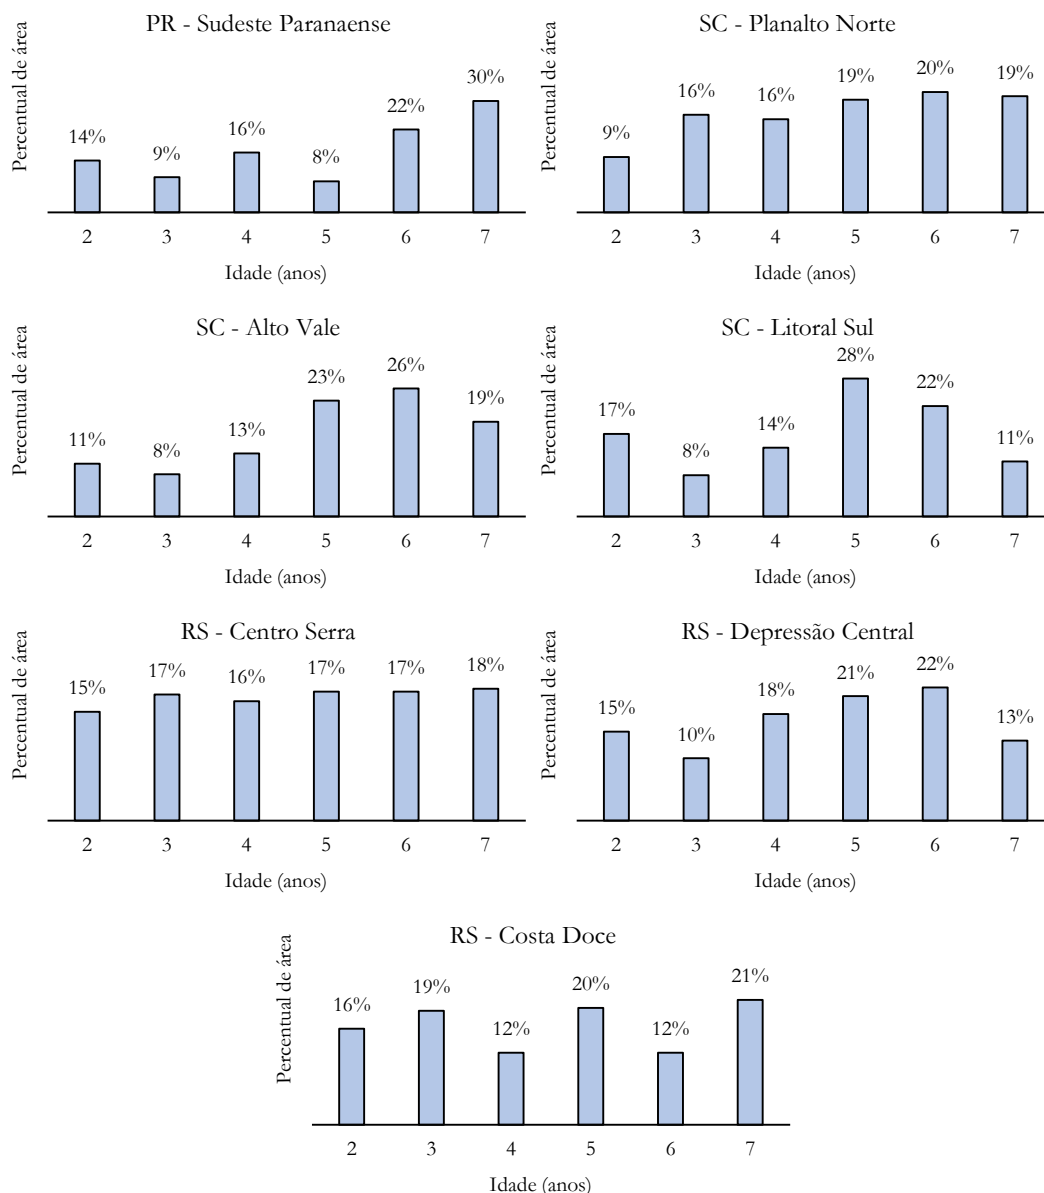 PR - Sudeste Paranaense
Percentual de área
14%
9%
16%
8%
22%
30%
2 3 4 5 6 7
Idade (anos)
SC - Planalto Norte
Percentual de área
9%
16%
16%
19%
20%
19%
2 3 4 5 6 7
Idade (anos)
SC - Alto Vale
Percentual de área
11%
8%
13%
23%
26%
19%
2 3 4 5 6 7
Idade (anos)
SC - Litoral Sul
Percentual de área
17%
8%
14%
28%
22%
11%
2 3 4 5 6 7
Idade (anos)
RS - Centro Serra
Percentual de área
15%
17%
16%
17%
17%
18%
2 3 4 5 6 7
Idade (anos)
RS - Depressão Central
Percentual de área
15%
10%
18%
21%
22%
13%
2 3 4 5 6 7
Idade (anos)
RS - Costa Doce
Percentual de área
16%
19%
12%
20%
12%
21%
2 3 4 5 6 7
Idade (anos)